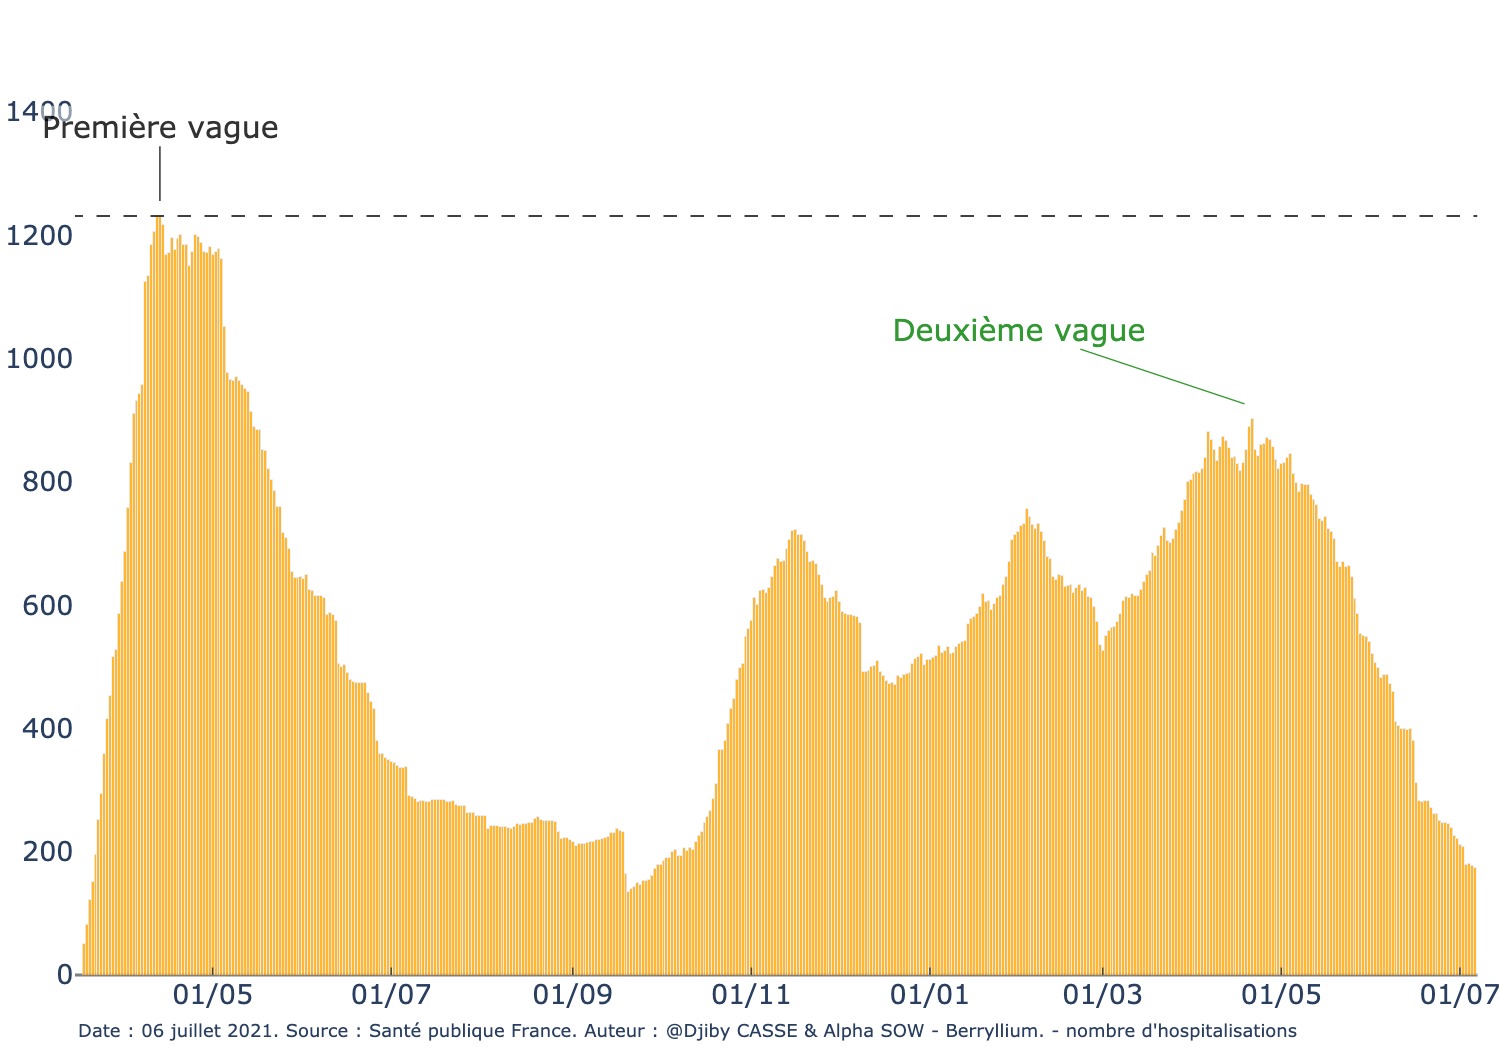 1400
Première vague
1200
Deuxième vague
1000
800
600
400
200
0
01/05 01/07 01/09 01/11 01/01 01/03 01/05 01/07
Date : 06 juillet 2021. Source : Santé publique France. Auteur : @Djiby CASSE & Alpha SOW - Berryllium. - nombre d'hospitalisations